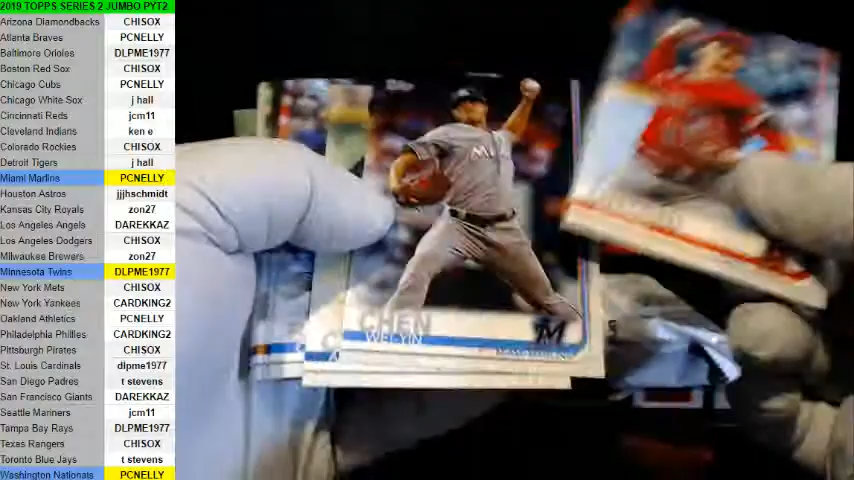 2019 TOPPS SERIES 2 JUMBO PYT2
Arizona Diamondbacks CHISOX
Atlanta Braves PCNELLY
Baltimore Orioles DLPME1977
Boston Red Sox CHISOX
Chicago Cubs PCNELLY
Chicago White Sox j hall
Cincinnati Reds jcm11
Cleveland Indians ken e
Colorado Rockies CHISOX
Detroit Tigers j hall
Miami Marlins PCNELLY
Houston Astros jjjhschmidt
Kansas City Royals zon27
Los Angeles Angels DAREKKAZ
Los Angeles Dodgers CHISOX
Milwaukee Brewers zon27
Minnesota Twins DLPME1977
New York Mets CHISOX
New York Yankees CARDKING2
Oakland Athletics PCNELLY
Philadelphia Phillies CARDKING2
Pittsburgh Pirates CHISOX
St. Louis Cardinals dlpme1977
San Diego Padres t stevens
San Francisco Giants DAREKKAZ
Seattle Mariners jcm11
Tampa Bay Rays DLPME1977
Texas Rangers CHISOX
Toronto Blue Jays t stevens
Washington Nationals PCNELLY
CHEN
WEI-YIN